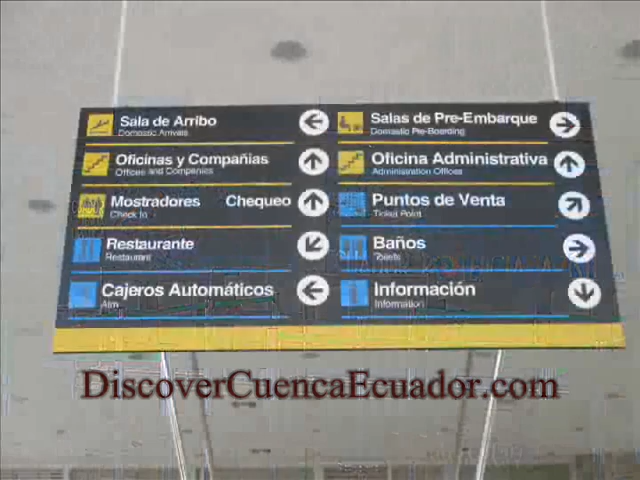 Sala de Arribo
Domestic Arrivals
Oficinas y Compañias
Offices and Companies
Mostradores Chequeo
Check In
Restaurante
Restaurant
Cajeros Automáticos
Atm
Salas de Pre-Embarque
Domestic Pre-Boarding
Oficina Administrativa
Administration Offices
Puntos de Venta
Ticket Point
Baños
Toilets
Información
Information
DiscoverCuencaEcuador.com